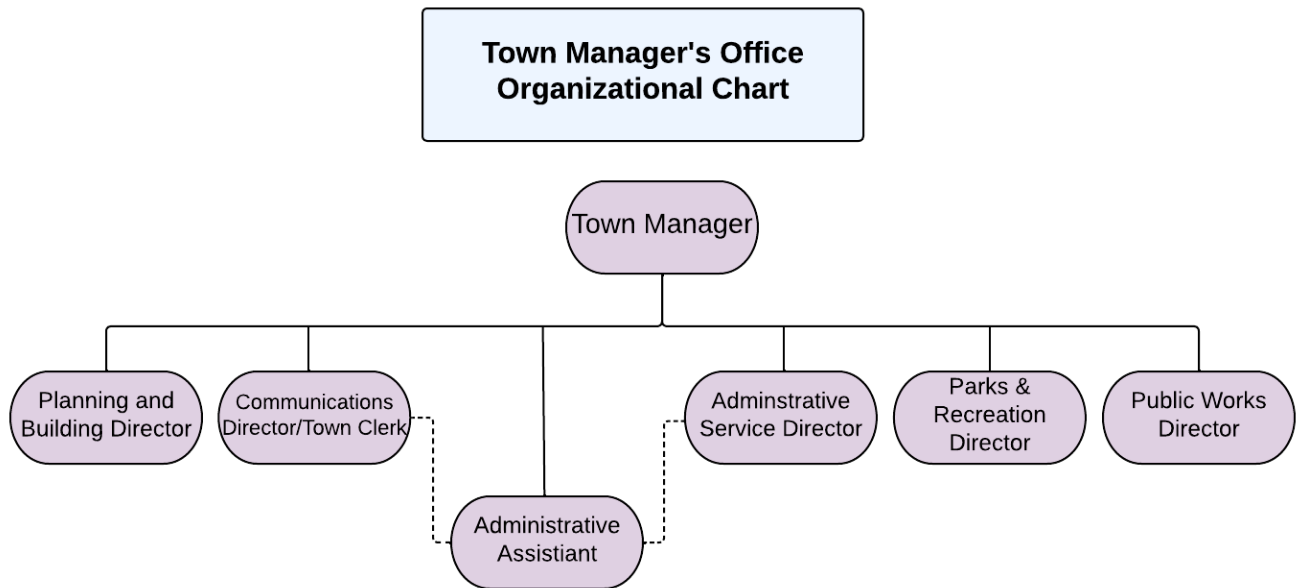 Town Manager's Office
Organizational Chart
Town Manager
Planning and
Building Director
Communications
Director/Town Clerk
Adminstrative
Service Director
Parks &
Recreation
Director
Public Works
Director
Administrative
Assistiant